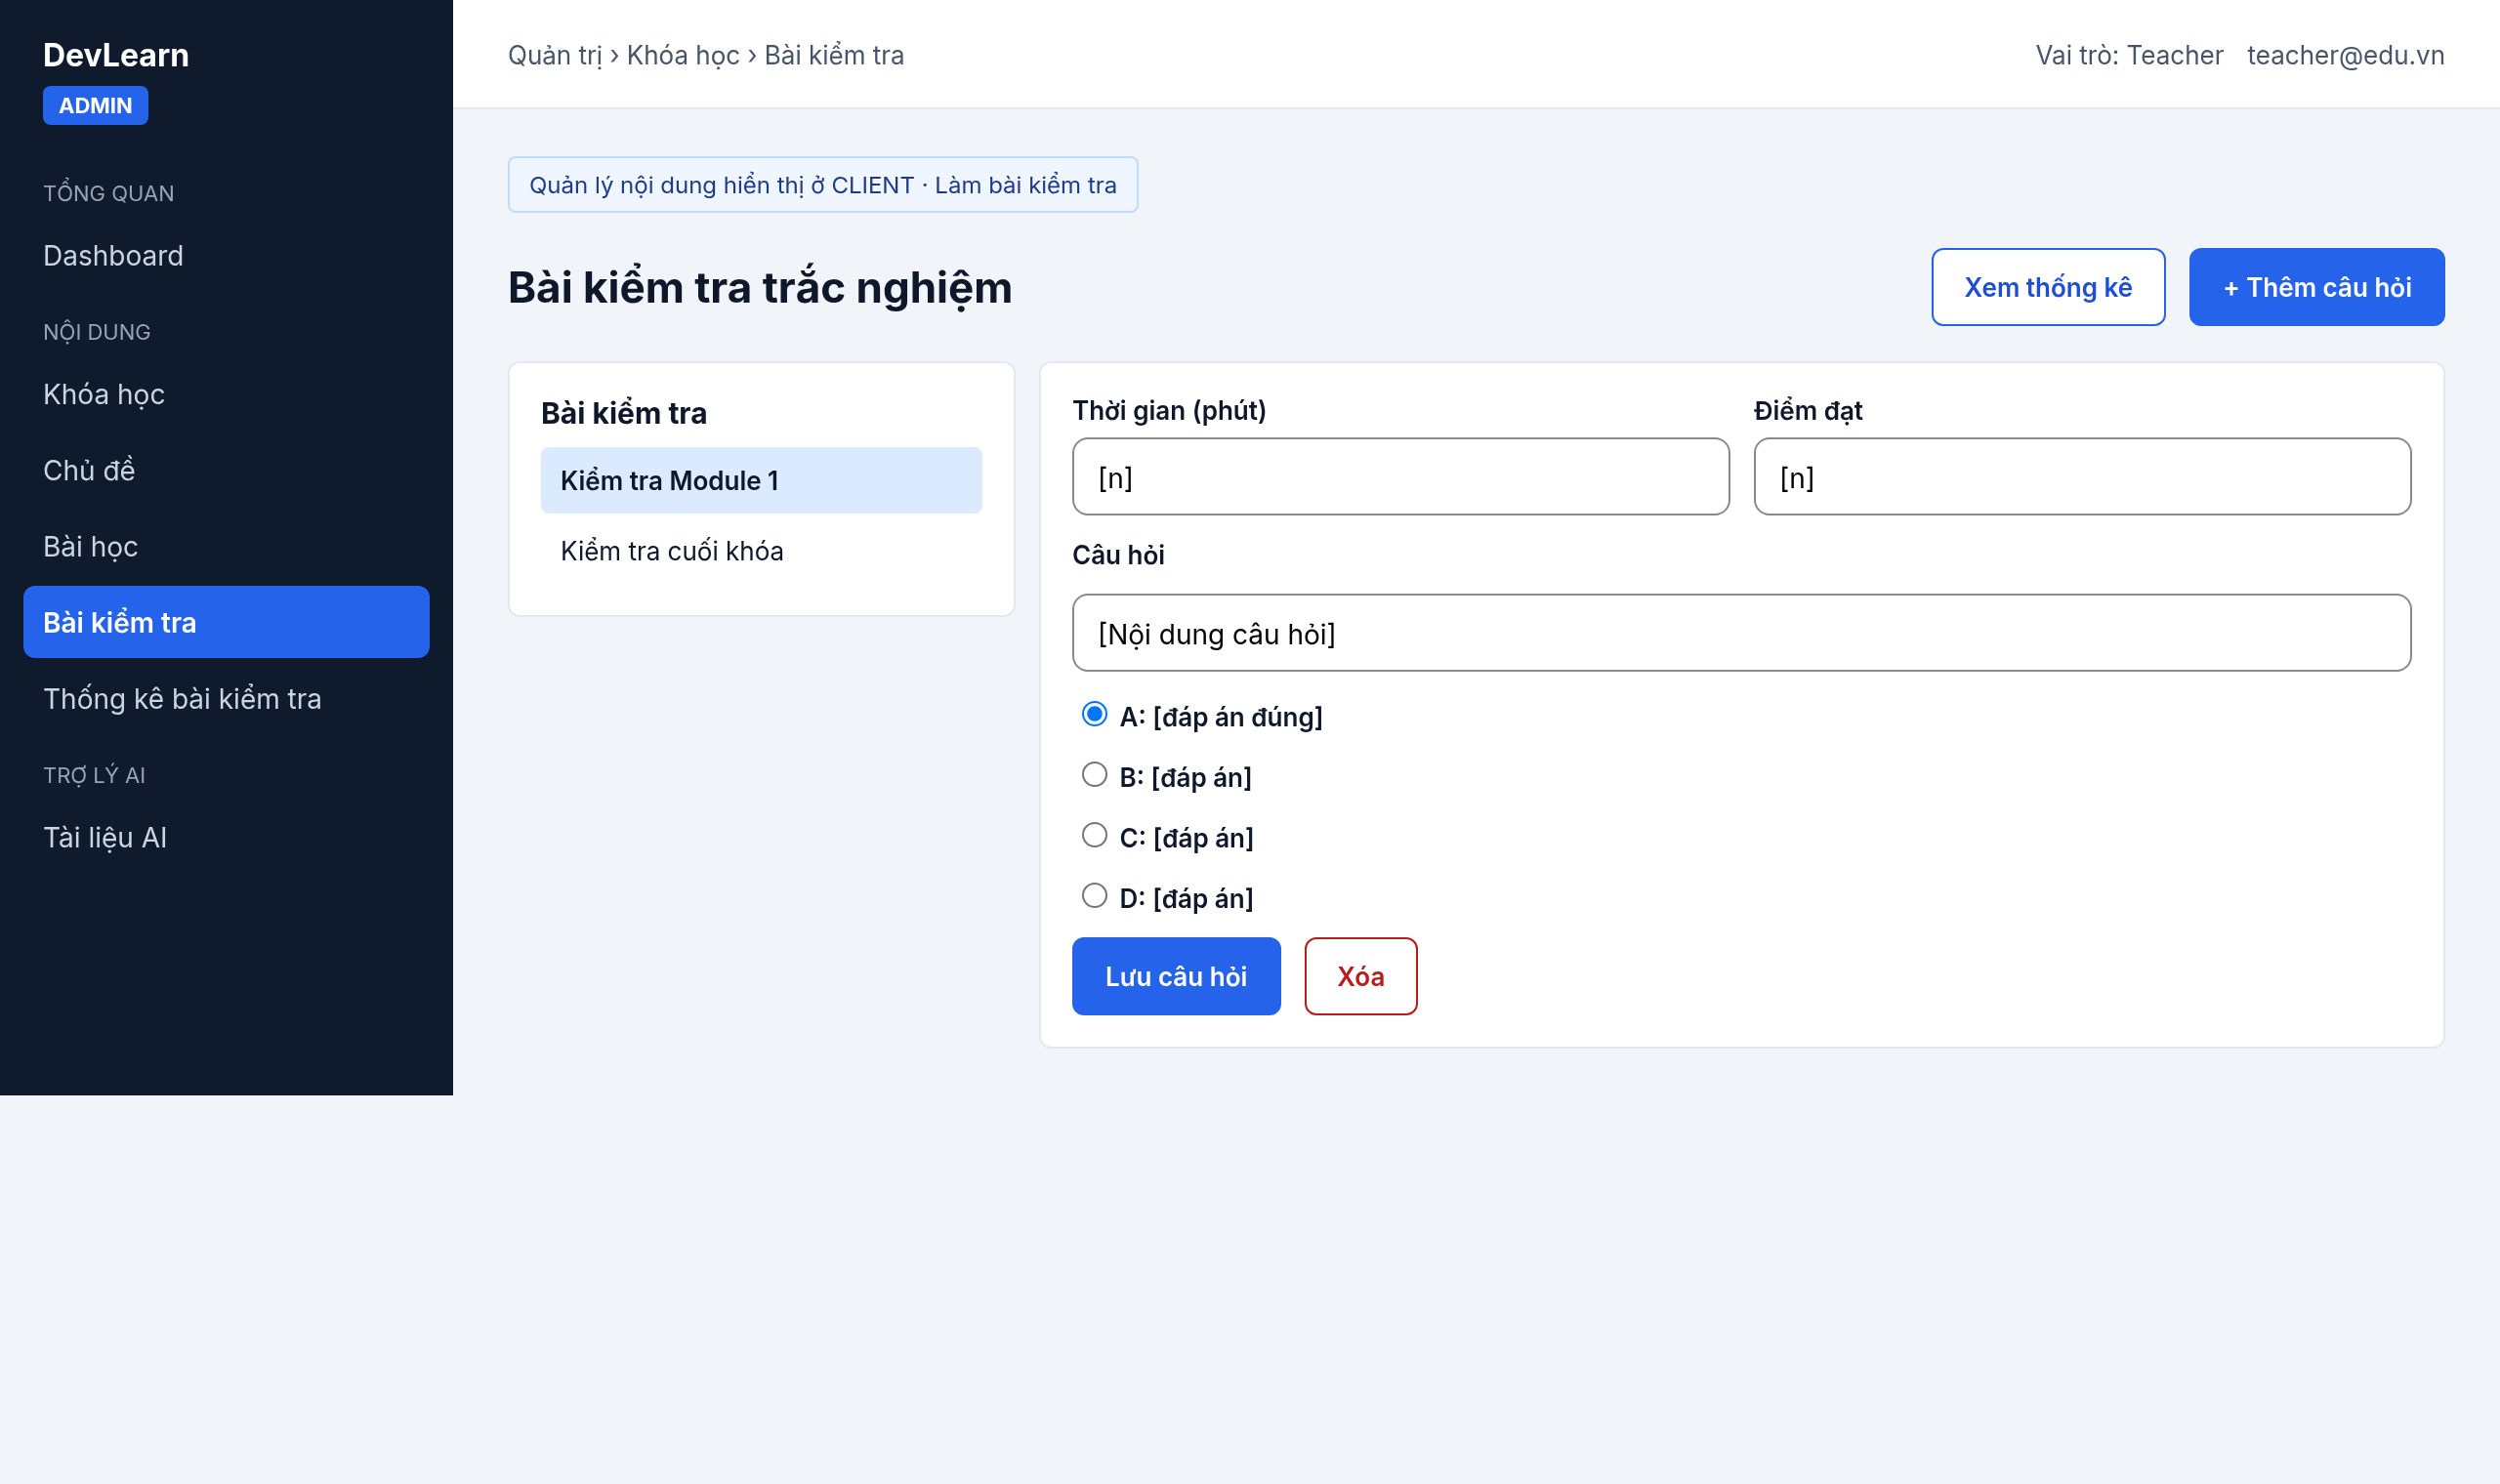 DevLearn
ADMIN
TỔNG QUAN
Dashboard
NỘI DUNG
Khóa học
Chủ đề
Bài học
Bài kiểm tra
Thống kê bài kiểm tra
TRỢ LÝ AI
Tài liệu AI
Quản trị › Khóa học › Bài kiểm tra
Vai trò: Teacher teacher@edu.vn
Quản lý nội dung hiển thị ở CLIENT · Làm bài kiểm tra
Bài kiểm tra trắc nghiệm
Xem thống kê
+ Thêm câu hỏi
Bài kiểm tra
Kiểm tra Module 1
Kiểm tra cuối khóa
Thời gian (phút)
[n]
Điểm đạt
[n]
Câu hỏi
[Nội dung câu hỏi]
A: [đáp án đúng]
B: [đáp án]
C: [đáp án]
D: [đáp án]
Lưu câu hỏi
Xóa